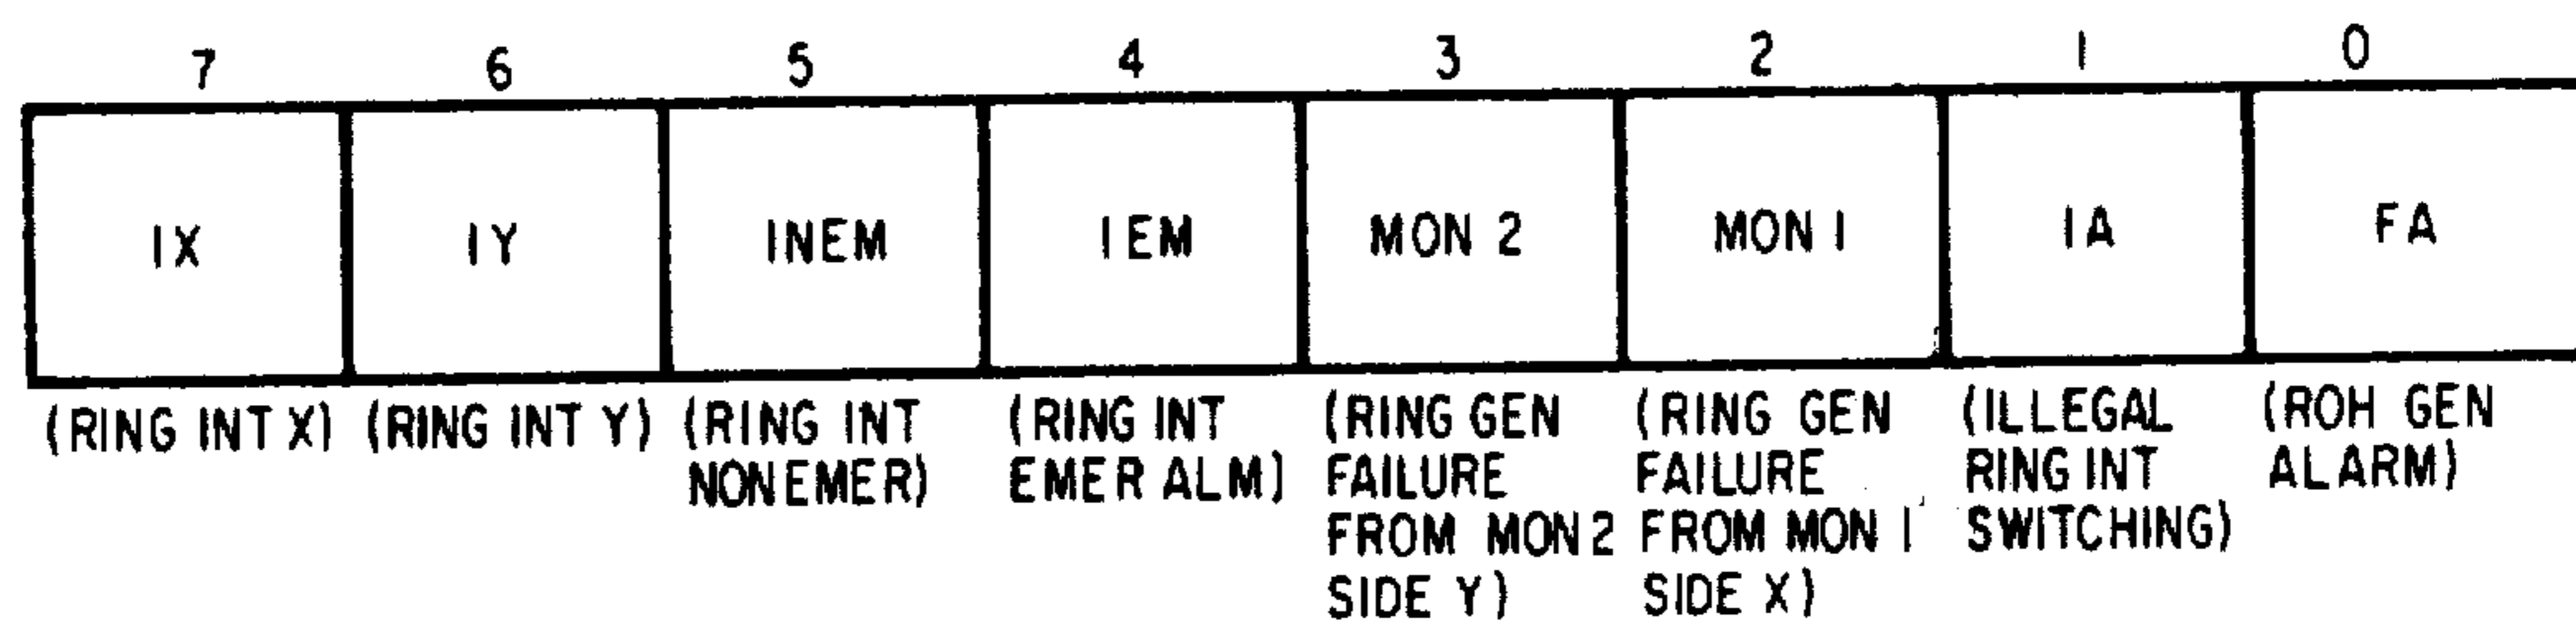 7 6 5 4 3 2 1 0
IX IY INEM IEM MON 2 MON 1 IA FA
(RING INT X) (RING INT Y) (RING INT
NONEMER) (RING INT
EMER ALM) (RING GEN
FAILURE
FROM MON 2
SIDE Y) (RING GEN
FAILURE
FROM MON 1
SIDE X) (ILLEGAL
RING INT
SWITCHING) (ROH GEN
ALARM)